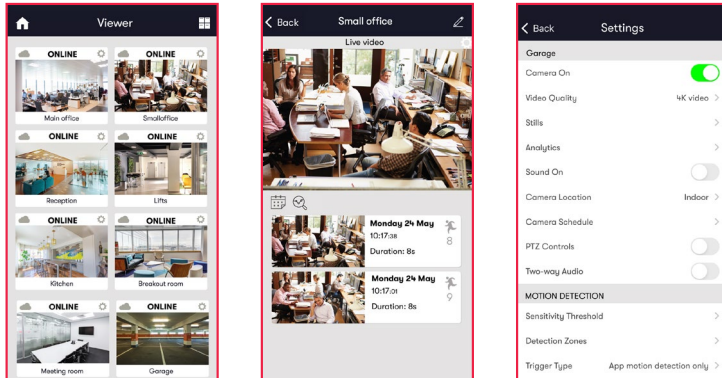 Viewer
ONLINE
ONLINE
Main office
Smalloffice
ONLINE
ONLINE
Reception
Lifts
ONLINE
ONLINE
Kitchen
Breakout room
ONLINE
ONLINE
Meeting room
Garage
Back
Small office
Live video
Monday 24 May
10:17:38
8
Duration: 8s
Monday 24 May
10:17:01
9
Duration: 8s
Back
Settings
Garage
Camera On
Video Quality 4K video
Stills
Analytics
Sound On
Camera Location Indoor
Camera Schedule
PTZ Controls
Two-way Audio
MOTION DETECTION
Sensitivity Threshold
Detection Zones
Trigger Type App motion detection only